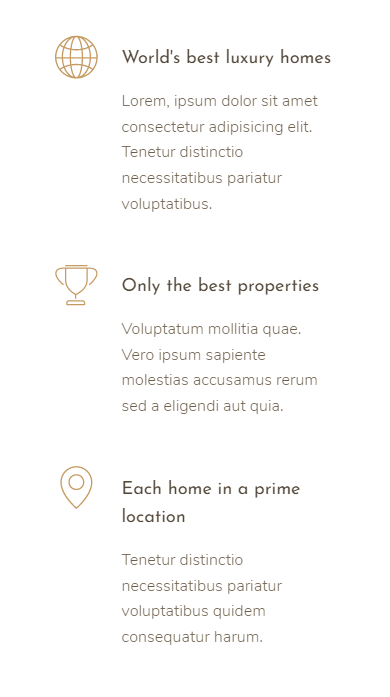 World's best luxury homes
Lorem, ipsum dolor sit amet
consectetur adipisicing elit.
Tenetur distinctio
necessitatibus pariatur
voluptatibus.
Only the best properties
Voluptatum mollitia quae.
Vero ipsum sapiente
molestias accusamus rerum
sed a eligendi aut quia.
Each home in a prime
location
Tenetur distinctio
necessitatibus pariatur
voluptatibus quidem
consequatur harum.